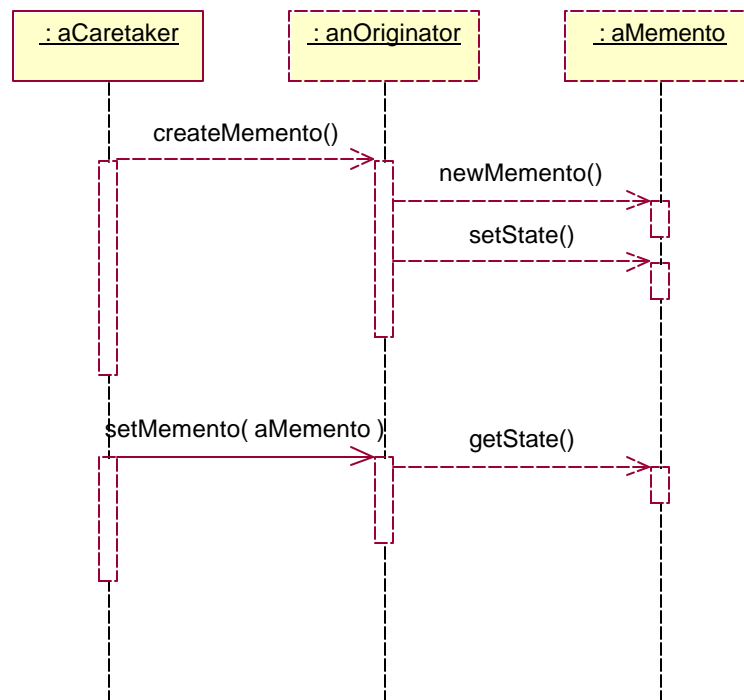 : aCaretaker
: anOriginator
: aMemento
createMemento()
newMemento()
setState()
setMemento( aMemento )
getState()